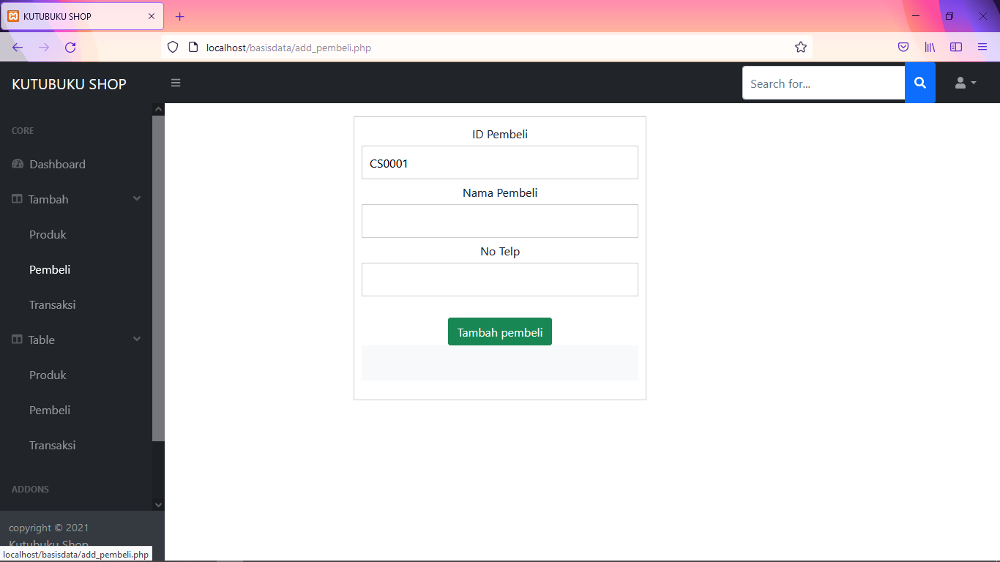 KUTUBUKU SHOP
localhost/basisdata/add_pembeli.php
KUTUBUKU SHOP
Search for...
CORE
Dashboard
Tambah
Produk
Pembeli
Transaksi
Table
Produk
Pembeli
Transaksi
ADDONS
copyright © 2021
Kutubuku Shop
localhost/basisdata/add_pembeli.php
ID Pembeli
CS0001
Nama Pembeli
No Telp
Tambah pembeli